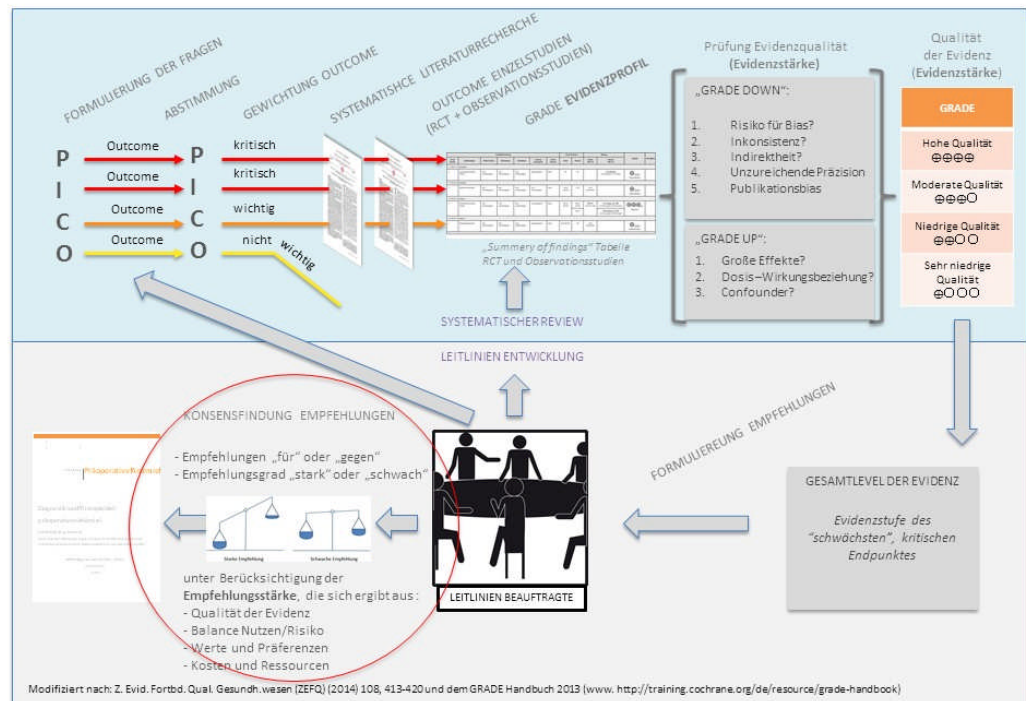 FORMULIERUNG DER FRAGEN
ABSTIMMUNG
GEWICHTUNG OUTCOME
SYSTEMATISHCE LITERATURRECHERCHE
OUTCOME EINZELSTUDIEN
(RCT + OBSERVATIONSSTUDIEN)
GRADE EVIDENZPROFIL
P Outcome P kritisch
I Outcome I kritisch
C Outcome C wichtig
O Outcome O nicht wichtig
„Summery of findings" Tabelle
RCT und Observationsstudien
Prüfung Evidenzqualität
(Evidenzstärke)
„GRADE DOWN":
1. Risiko für Bias?
2. Inkonsistenz?
3. Indirektheit?
4. Unzureichende Präzision
5. Publikationsbias
„GRADE UP":
1. Große Effekte?
2. Dosis–Wirkungsbeziehung?
3. Confounder?
Qualität
der Evidenz
(Evidenzstärke)
GRADE
Hohe Qualität
⊕⊕⊕⊕
Moderate Qualität
⊕⊕⊕O
Niedrige Qualität
⊕⊕OO
Sehr niedrige
Qualität
⊕OOO
SYSTEMATISCHER REVIEW
LEITLINIEN ENTWICKLUNG
KONSENSFINDUNG EMPFEHLUNGEN
- Empfehlungen „für" oder „gegen"
- Empfehlungsgrad „stark" oder „schwach"
Starke Empfehlung
Schwache Empfehlung
unter Berücksichtigung der
Empfehlungsstärke, die sich ergibt aus:
- Qualität der Evidenz
- Balance Nutzen/Risiko
- Werte und Präferenzen
- Kosten und Ressourcen
LEITLINIEN BEAUFTRAGTE
FORMULIEREUNG EMPFEHLUNGEN
GESAMTLEVEL DER EVIDENZ
Evidenzstufe des
"schwächsten", kritischen
Endpunktes
Modifiziert nach: Z. Evid. Fortbd. Qual. Gesundh.wesen (ZEFQ) (2014) 108, 413-420 und dem GRADE Handbuch 2013 (www. http://training.cochrane.org/de/resource/grade-handbook)